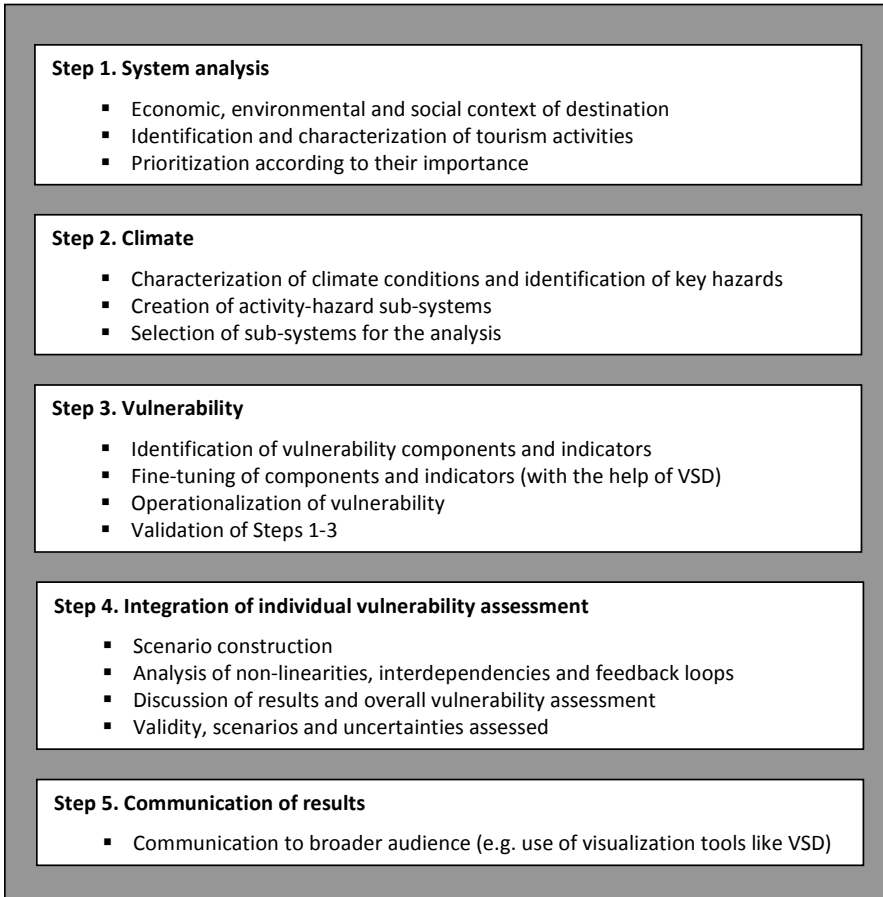 Step 1. System analysis
▪ Economic, environmental and social context of destination
▪ Identification and characterization of tourism activities
▪ Prioritization according to their importance
Step 2. Climate
▪ Characterization of climate conditions and identification of key hazards
▪ Creation of activity-hazard sub-systems
▪ Selection of sub-systems for the analysis
Step 3. Vulnerability
▪ Identification of vulnerability components and indicators
▪ Fine-tuning of components and indicators (with the help of VSD)
▪ Operationalization of vulnerability
▪ Validation of Steps 1-3
Step 4. Integration of individual vulnerability assessment
▪ Scenario construction
▪ Analysis of non-linearities, interdependencies and feedback loops
▪ Discussion of results and overall vulnerability assessment
▪ Validity, scenarios and uncertainties assessed
Step 5. Communication of results
▪ Communication to broader audience (e.g. use of visualization tools like VSD)